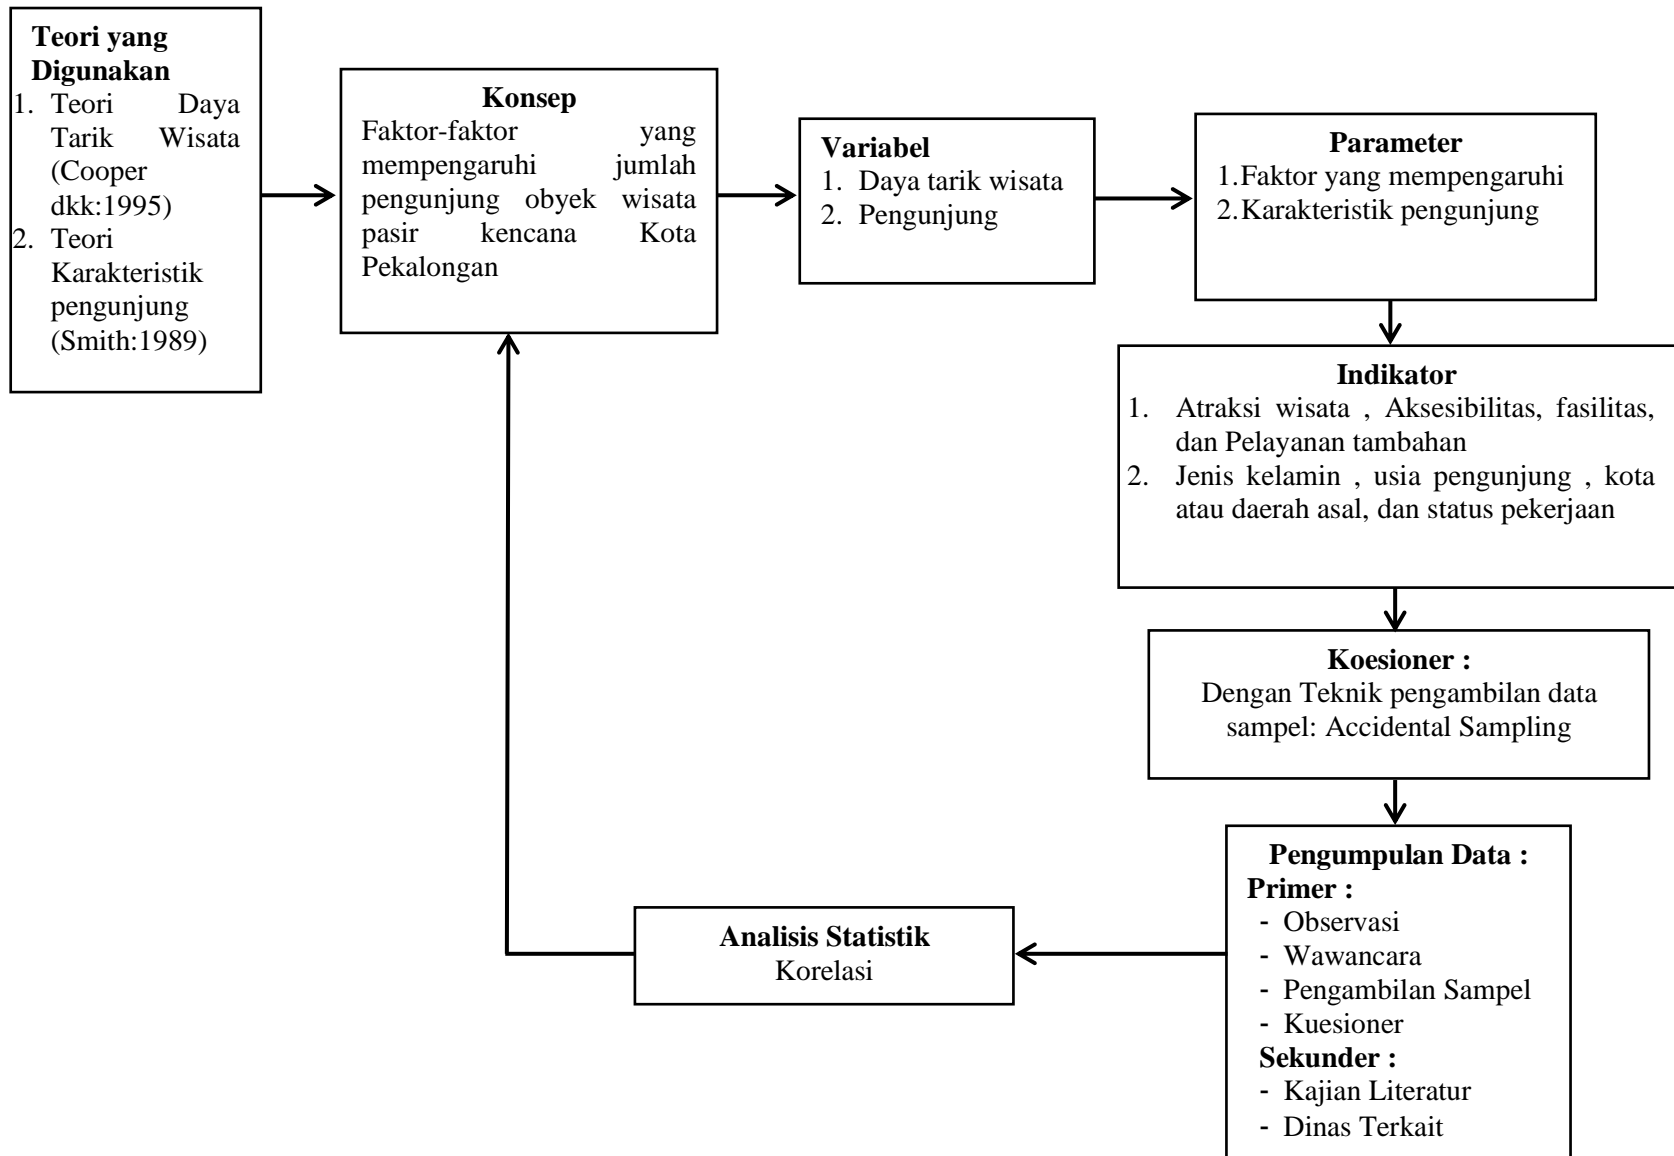 Teori yang
Digunakan
1. Teori Daya
Tarik Wisata
(Cooper
dkk:1995)
2. Teori
Karakteristik
pengunjung
(Smith:1989)
Konsep
Faktor-faktor yang
mempengaruhi jumlah
pengunjung obyek wisata
pasir kencana Kota
Pekalongan
Variabel
1. Daya tarik wisata
2. Pengunjung
Parameter
1.Faktor yang mempengaruhi
2.Karakteristik pengunjung
Indikator
1. Atraksi wisata , Aksesibilitas, fasilitas,
dan Pelayanan tambahan
2. Jenis kelamin , usia pengunjung , kota
atau daerah asal, dan status pekerjaan
Koesioner :
Dengan Teknik pengambilan data
sampel: Accidental Sampling
Pengumpulan Data :
Primer :
- Observasi
- Wawancara
- Pengambilan Sampel
- Kuesioner
Sekunder :
- Kajian Literatur
- Dinas Terkait
Analisis Statistik
Korelasi